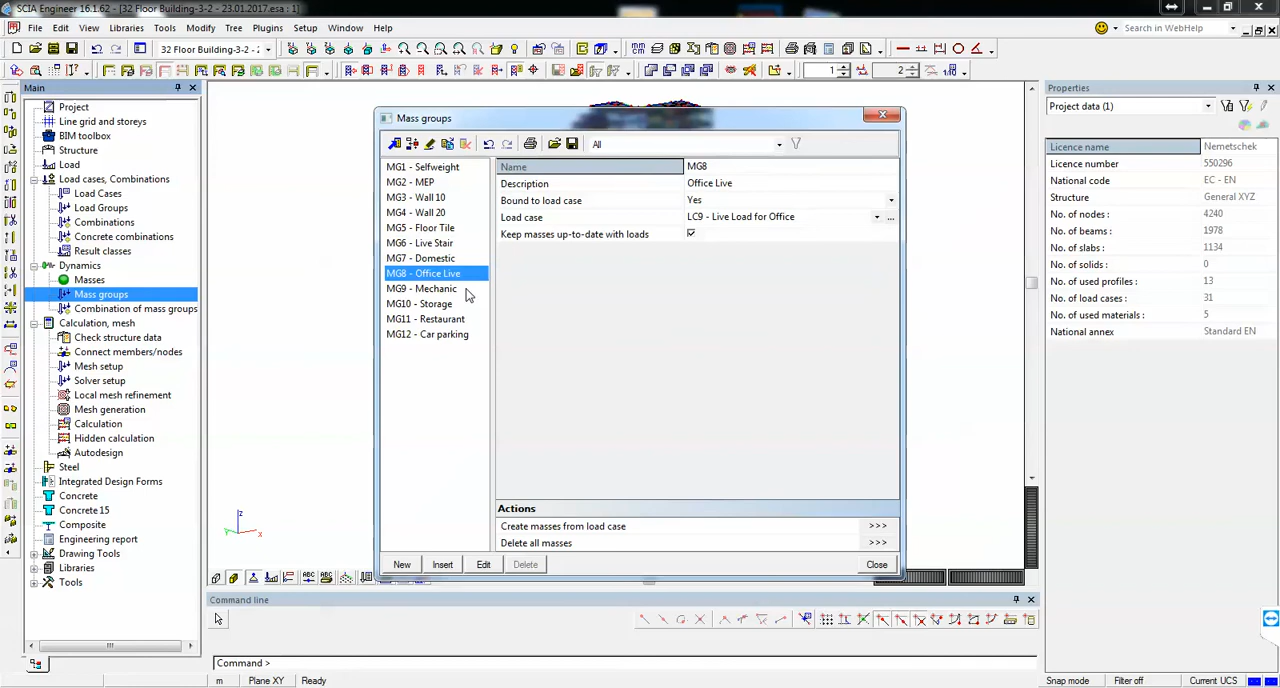 SCIA Engineer 16.1.62 - [32 Floor Building-3-2 - 23.01.2017.esa : 1]
File Edit View Libraries Tools Modify Tree Plugins Setup Window Help
Search in WebHelp
32 Floor Building-3-2 - 2
1
2
Main
Project
Line grid and storeys
BIM toolbox
Structure
Load
Load cases, Combinations
Load Cases
Load Groups
Combinations
Concrete combinations
Result classes
Dynamics
Masses
Mass groups
Combination of mass groups
Calculation, mesh
Check structure data
Connect members/nodes
Mesh setup
Solver setup
Local mesh refinement
Mesh generation
Calculation
Hidden calculation
Autodesign
Steel
Integrated Design Forms
Concrete
Concrete 15
Composite
Engineering report
Drawing Tools
Libraries
Tools
Mass groups
All
MG1 - Selfweight
MG2 - MEP
MG3 - Wall 10
MG4 - Wall 20
MG5 - Floor Tile
MG6 - Live Stair
MG7 - Domestic
MG8 - Office Live
MG9 - Mechanic
MG10 - Storage
MG11 - Restaurant
MG12 - Car parking
Name MG8
Description Office Live
Bound to load case Yes
Load case LC9 - Live Load for Office
Keep masses up-to-date with loads
Actions
Create masses from load case >>>
Delete all masses >>>
New Insert Edit Delete Close
z
x
Properties
Project data (1)
Licence name Nemetschek
Licence number 550296
National code EC - EN
Structure General XYZ
No. of nodes : 4240
No. of beams : 1978
No. of slabs : 1134
No. of solids : 0
No. of used profiles : 13
No. of load cases : 31
No. of used materials : 5
National annex Standard EN
Command line
Command >
m Plane XY Ready Snap mode Filter off Current UCS